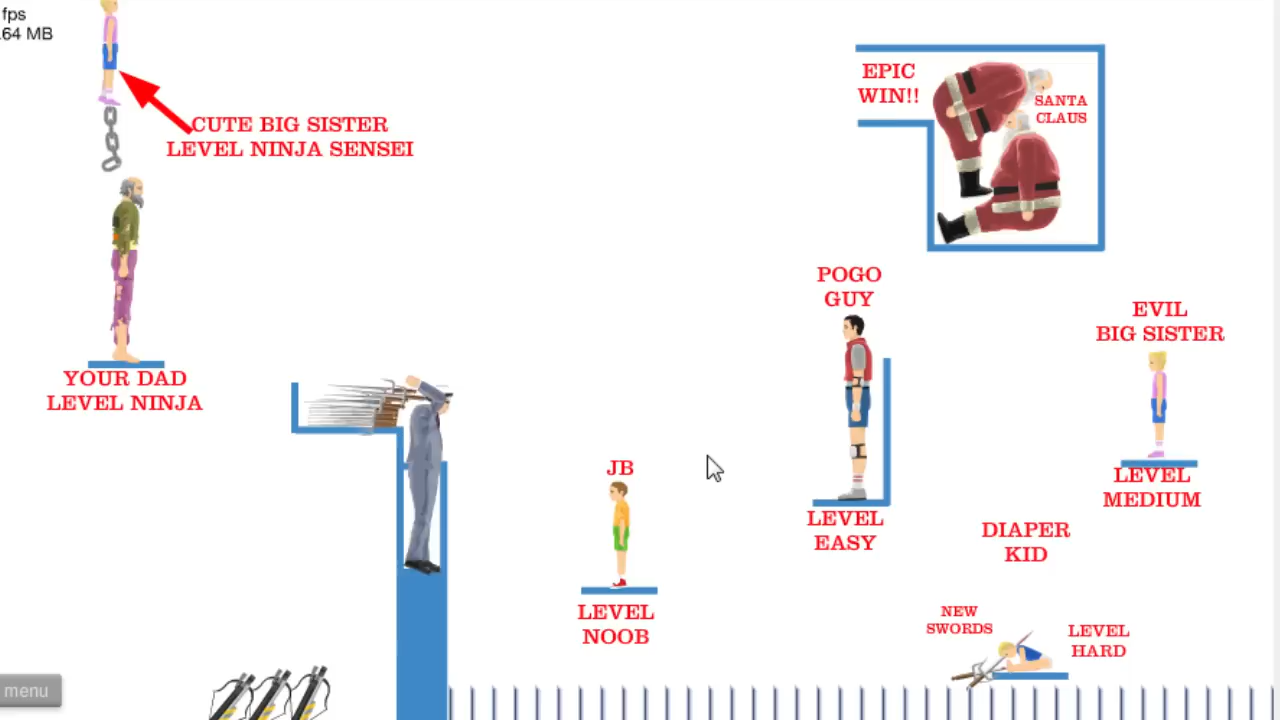 fps
.64 MB
CUTE BIG SISTER
LEVEL NINJA SENSEI
YOUR DAD
LEVEL NINJA
EPIC
WIN!!
SANTA
CLAUS
POGO
GUY
LEVEL
EASY
EVIL
BIG SISTER
LEVEL
MEDIUM
JB
LEVEL
NOOB
DIAPER
KID
NEW
SWORDS
LEVEL
HARD
menu